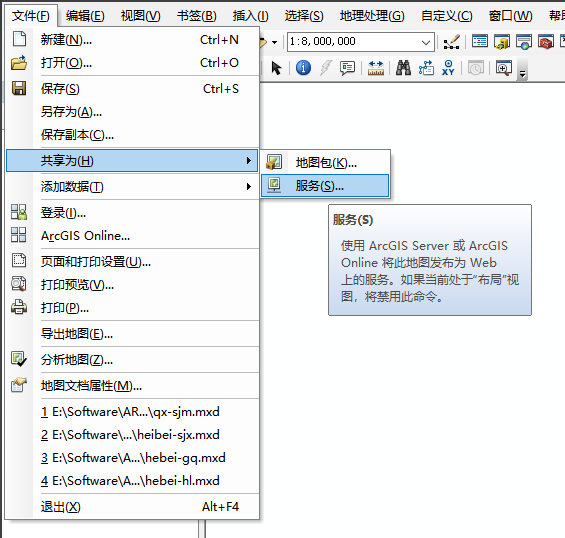 文件(F) 编辑(E) 视图(V) 书签(B) 插入(I) 选择(S) 地理处理(G) 自定义(C) 窗口(W) 帮助(H)
新建(N)... Ctrl+N
1:8,000,000
打开(O)... Ctrl+O
XY
保存(S) Ctrl+S
另存为(A)...
保存副本(C)...
共享为(H)
地图包(K)...
添加数据(T)
服务(S)...
登录(I)...
服务(S)
ArcGIS Online...
使用 ArcGIS Server 或 ArcGIS
Online 将此地图发布为 Web
上的服务。如果当前处于“布局”视
图，将禁用此命令。
页面和打印设置(U)...
打印预览(V)...
打印(P)...
导出地图(E)...
分析地图(Z)...
地图文档属性(M)...
1 E:\Software\AR...\qx-sjm.mxd
2 E:\Software\...\heibei-sjx.mxd
3 E:\Software\A...\hebei-gq.mxd
4 E:\Software\A...\hebei-hl.mxd
退出(X) Alt+F4